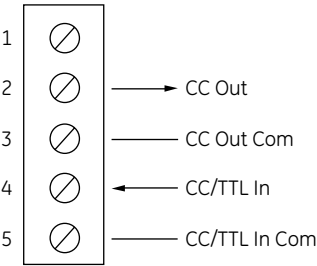 1
2 CC Out
3 CC Out Com
4 CC/TTL In
5 CC/TTL In Com